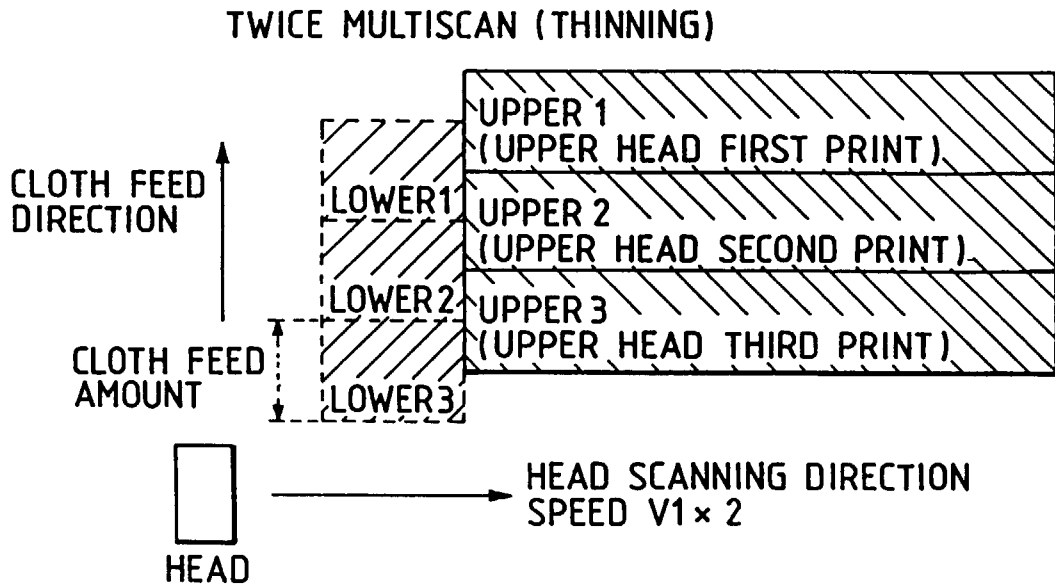 TWICE MULTISCAN (THINNING)
UPPER 1
(UPPER HEAD FIRST PRINT)
CLOTH FEED
DIRECTION
LOWER1
UPPER 2
(UPPER HEAD SECOND PRINT)
LOWER2
UPPER 3
(UPPER HEAD THIRD PRINT)
CLOTH FEED
AMOUNT
LOWER3
HEAD SCANNING DIRECTION
SPEED V1 × 2
HEAD